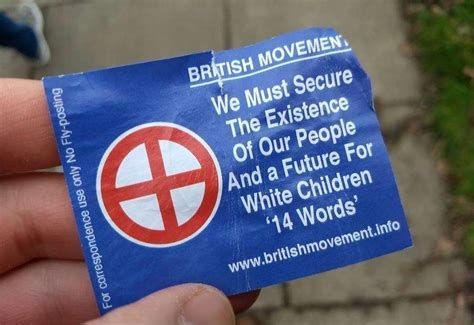 BRITISH MOVEMENT
We Must Secure
The Existence
Of Our People
And a Future For
White Children
'14 Words'
www.britishmovement.info
For correspondence use only No Fly-posting